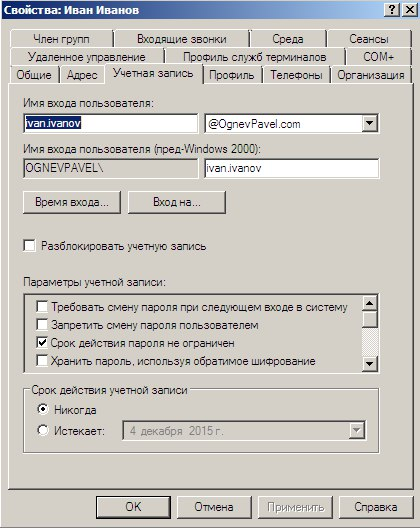 Свойства: Иван Иванов
Член групп Входящие звонки Среда Сеансы
Удаленное управление Профиль служб терминалов COM+
Общие Адрес Учетная запись Профиль Телефоны Организация
Имя входа пользователя:
ivan.ivanov @OgnevPavel.com
Имя входа пользователя (пред-Windows 2000):
OGNEVPAVEL\ ivan.ivanov
Время входа... Вход на...
Разблокировать учетную запись
Параметры учетной записи:
Требовать смену пароля при следующем входе в систему
Запретить смену пароля пользователем
Срок действия пароля не ограничен
Хранить пароль, используя обратимое шифрование
Срок действия учетной записи
Никогда
Истекает: 4 декабря 2015 г.
OK Отмена Применить Справка